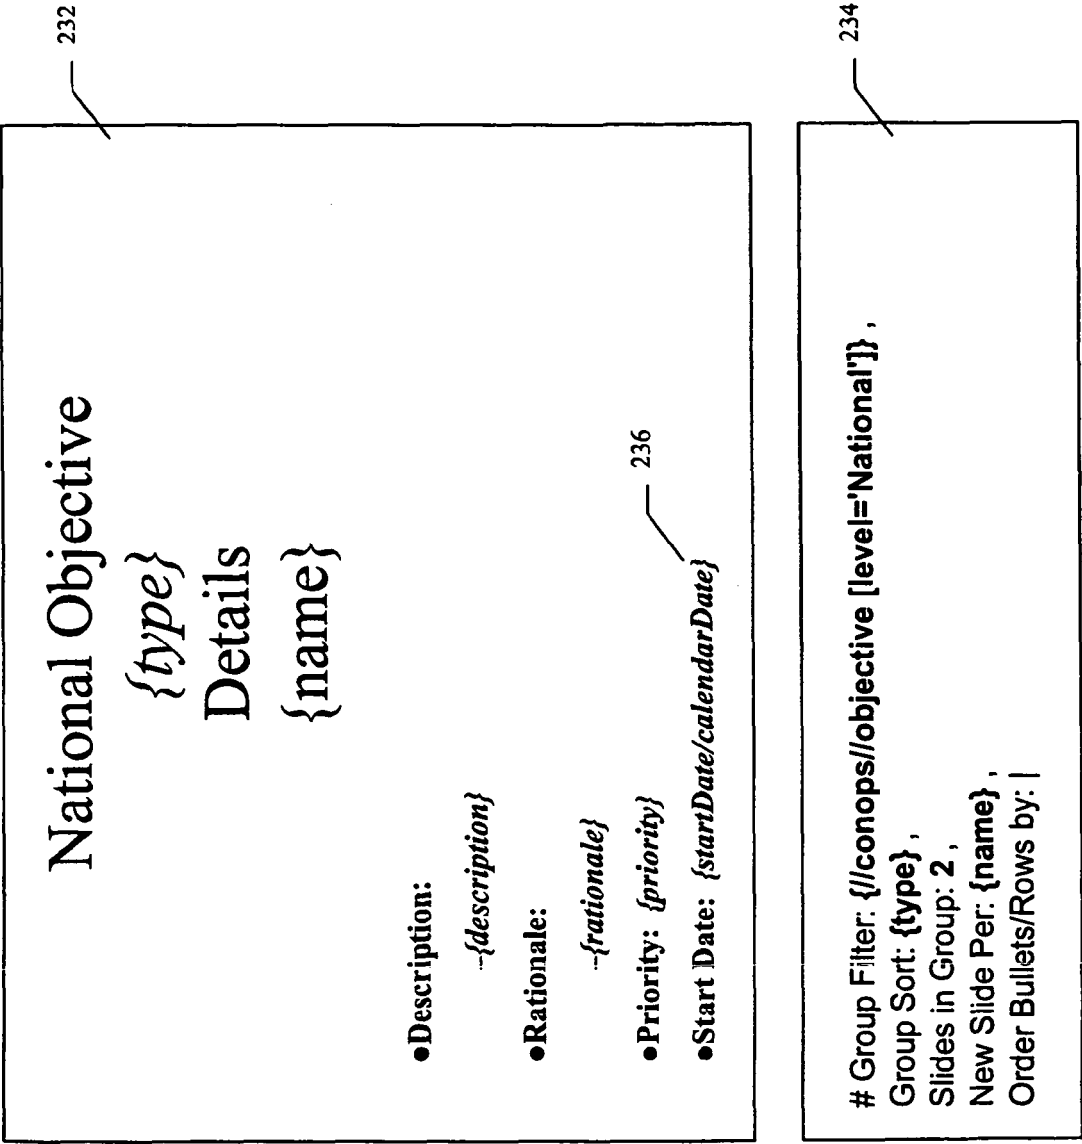 232
National Objective
{type}
Details
{name}
●Description:
–{description}
●Rationale:
–{rationale}
●Priority: {priority}
236
●Start Date: {startDate/calendarDate}
234
# Group Filter: {//conops//objective [level='National']} ,
Group Sort: {type} ,
Slides in Group: 2 ,
New Slide Per: {name} ,
Order Bullets/Rows by: |